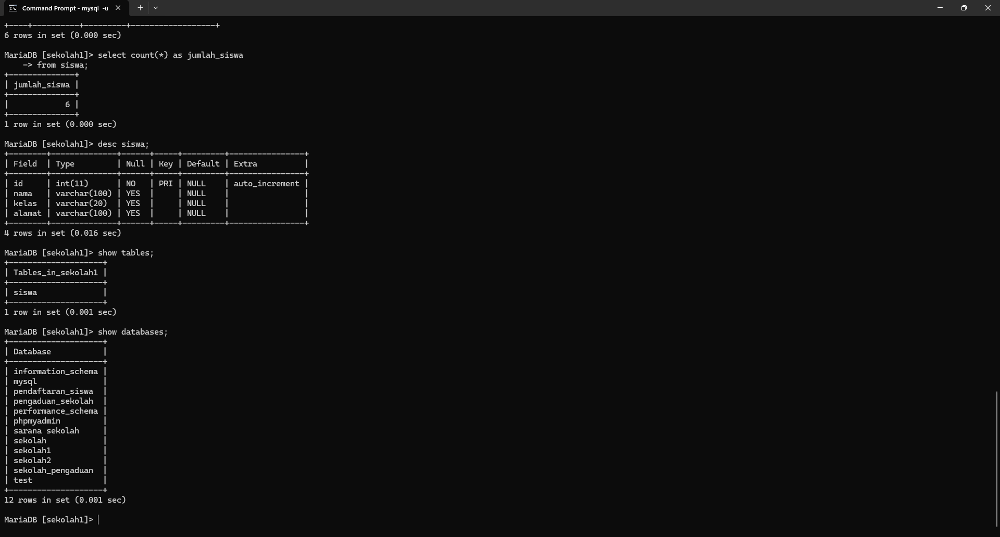 Command Prompt - mysql  -u
+----+----------+---------+------------------+
6 rows in set (0.000 sec)
MariaDB [sekolah1]> select count(*) as jumlah_siswa
    -> from siswa;
+--------------+
| jumlah_siswa |
+--------------+
|            6 |
+--------------+
1 row in set (0.000 sec)
MariaDB [sekolah1]> desc siswa;
+--------+--------------+------+-----+---------+----------------+
| Field  | Type         | Null | Key | Default | Extra          |
+--------+--------------+------+-----+---------+----------------+
| id     | int(11)      | NO   | PRI | NULL    | auto_increment |
| nama   | varchar(100) | YES  |     | NULL    |                |
| kelas  | varchar(20)  | YES  |     | NULL    |                |
| alamat | varchar(100) | YES  |     | NULL    |                |
+--------+--------------+------+-----+---------+----------------+
4 rows in set (0.016 sec)
MariaDB [sekolah1]> show tables;
+--------------------+
| Tables_in_sekolah1 |
+--------------------+
| siswa              |
+--------------------+
1 row in set (0.001 sec)
MariaDB [sekolah1]> show databases;
+--------------------+
| Database           |
+--------------------+
| information_schema |
| mysql              |
| pendaftaran_siswa  |
| pengaduan_sekolah  |
| performance_schema |
| phpmyadmin         |
| sarana sekolah     |
| sekolah            |
| sekolah1           |
| sekolah2           |
| sekolah_pengaduan  |
| test               |
+--------------------+
12 rows in set (0.001 sec)
MariaDB [sekolah1]>